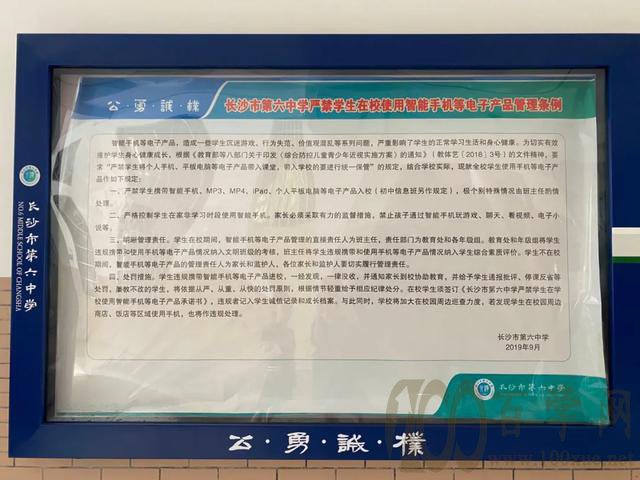 公·勇·誠·樸
长沙市第六中学严禁学生在校使用智能手机等电子产品管理条例
智能手机等电子产品，造成一些学生沉迷游戏、行为失范、价值观混乱等系列问题，严重影响了学生的正常学习生活和身心健康。为切实有效
维护学生身心健康成长，根据《教育部等八部门关于印发〈综合防控儿童青少年近视实施方案〉的通知》（教体艺〔2018〕3号）的文件精神，要
求“严禁学生将个人手机、平板电脑等电子产品带入课堂，带入学校的要进行统一保管”的规定，结合学校实际，现就全校学生使用手机等电子产
品作如下规定：
一、严禁学生携带智能手机、MP3、MP4、iPad、个人平板电脑等电子产品入校（初中信息班另作规定），极个别特殊情况由班主任酌情
处理。
二、严格控制学生在家非学习时段使用智能手机。家长必须采取有力的监督措施，禁止孩子通过智能手机玩游戏、聊天、看视频、电子小
说等。
三、明晰管理责任。学生在校期间，智能手机等电子产品管理的直接责任人为班主任，责任部门为教育处和各年级组。教育处和年级组将学生
违规携带和使用手机等电子产品情况纳入文明班级的考核，班主任将学生违规携带和使用手机等电子产品情况纳入学生综合素质评价。学生不在校
期间，智能手机等电子产品的管理责任人为家长和监护人，各位家长和监护人要切实履行管理责任。
四、处罚措施。学生违规携带智能手机等电子产品进校，一经发现，一律没收，并通知家长到校协助教育，并给予学生通报批评、停课反省等
处罚，屡教不改的学生，将依据从严、从重、从快的处罚原则，根据情节轻重给予相应纪律处分。在校学生须签订《长沙市第六中学严禁学生在学
校使用智能手机等电子产品承诺书》，违规者记入学生诚信记录和成长档案。与此同时，学校将加大在校园周边巡查力度，若发现学生在校园周边
商店、饭店等区域使用手机，也将作违规处理。
长沙市第六中学
2019年9月
长沙市第六中学
NO.6 MIDDLE SCHOOL OF CHANGSHA
长沙市第六中学
公·勇·誠·樸
100百学网
www.100xue.net